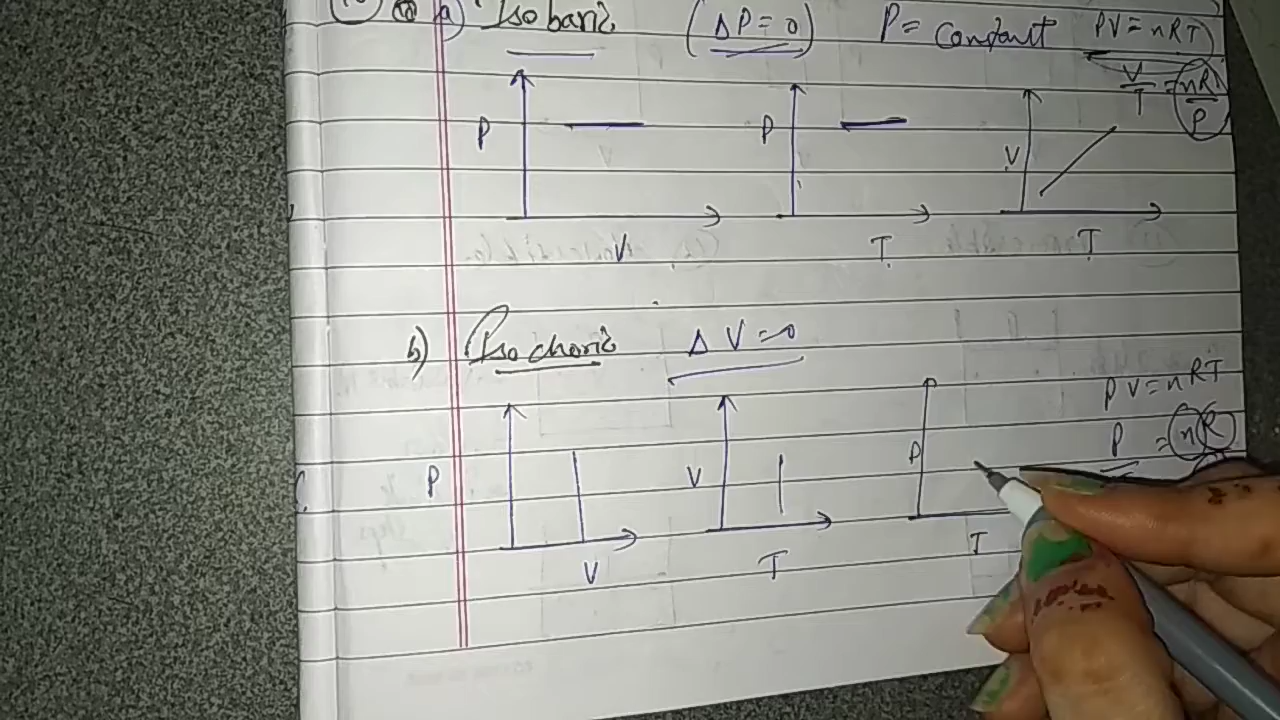 a) Isobaric (ΔP = 0) P = Constant PV = nRT
V/T = nR/P
P V
P T
V T
b) Isochoric ΔV = 0
PV = nRT
P = nR
P V
V T
P T